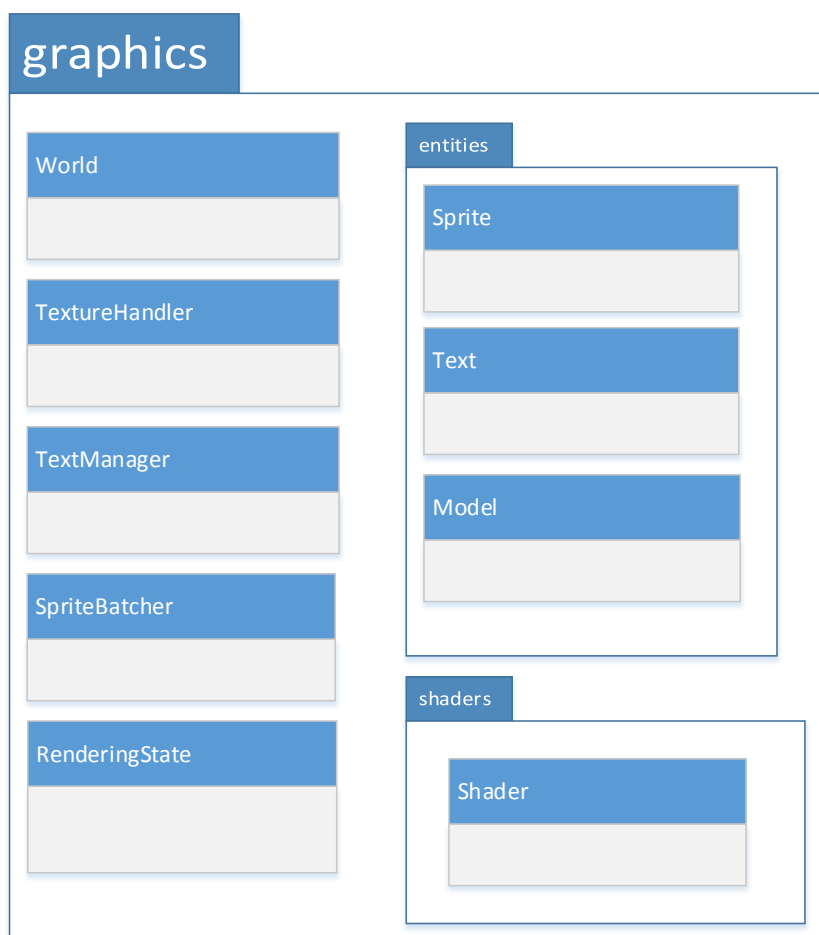 graphics
World
TextureHandler
TextManager
SpriteBatcher
RenderingState
entities
Sprite
Text
Model
shaders
Shader